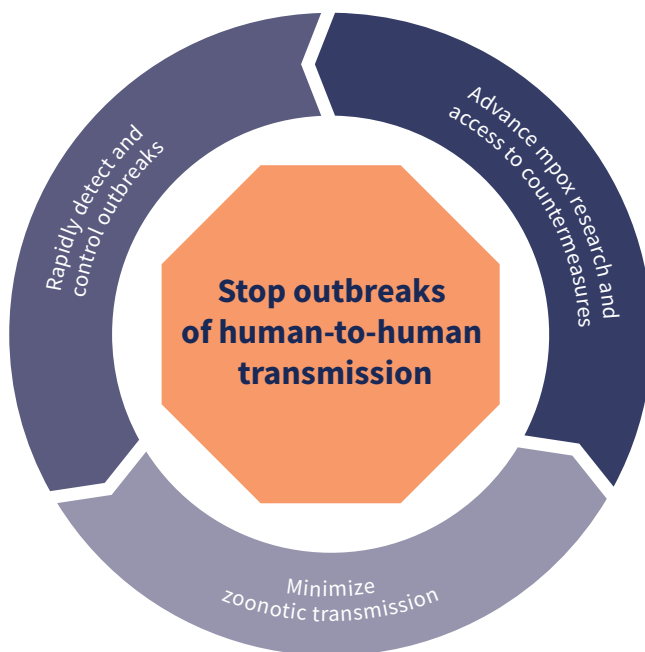 Rapidly detect and
control outbreaks
Advance mpox research and
access to countermeasures
Stop outbreaks
of human-to-human
transmission
Minimize
zoonotic transmission